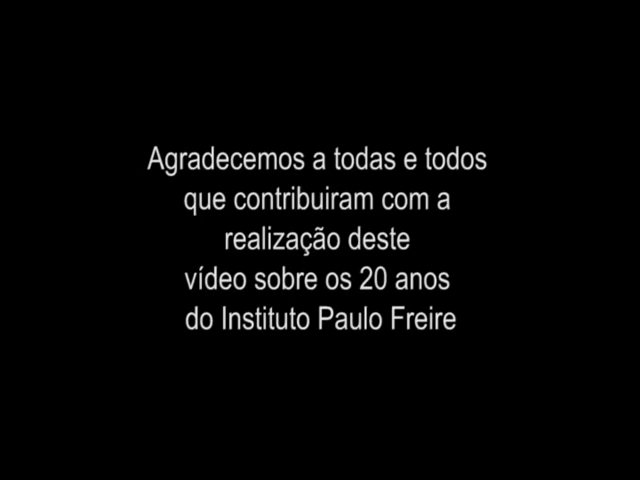 Agradecemos a todas e todos
que contribuiram com a
realização deste
vídeo sobre os 20 anos
do Instituto Paulo Freire